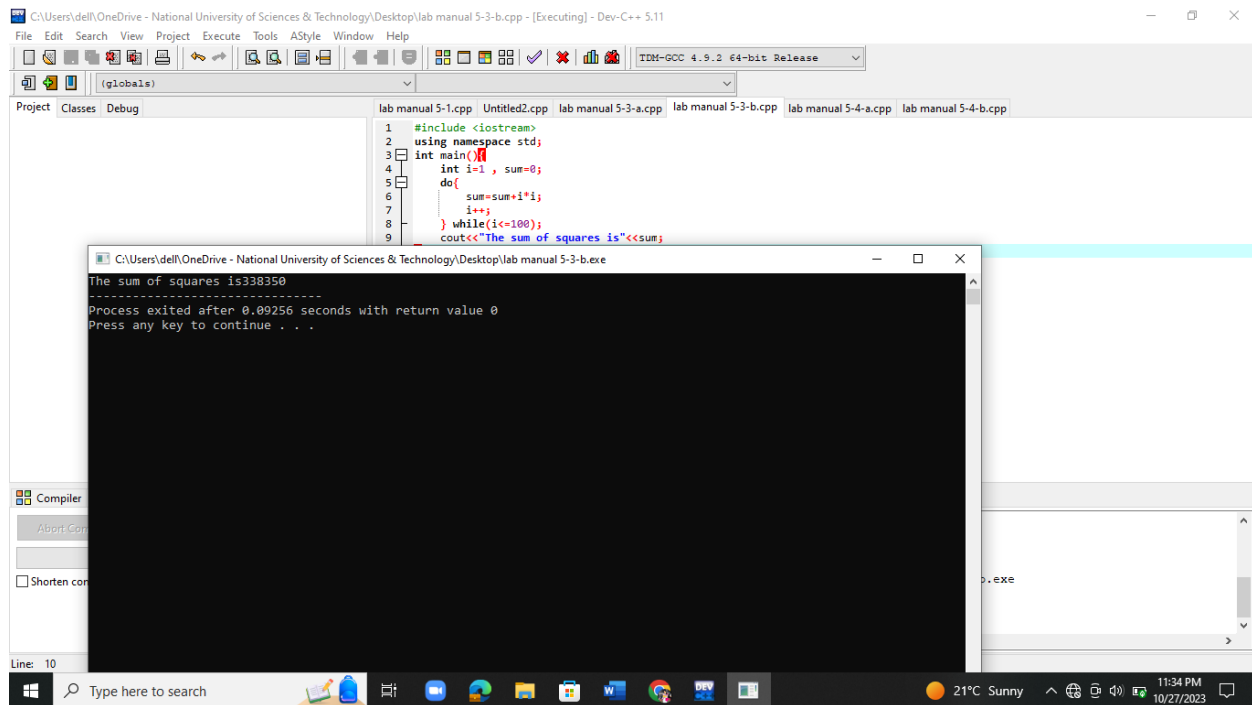 C:\Users\dell\OneDrive - National University of Sciences & Technology\Desktop\lab manual 5-3-b.cpp - [Executing] - Dev-C++ 5.11
File Edit Search View Project Execute Tools AStyle Window Help
TDM-GCC 4.9.2 64-bit Release
(globals)
Project Classes Debug
lab manual 5-1.cpp Untitled2.cpp lab manual 5-3-a.cpp lab manual 5-3-b.cpp lab manual 5-4-a.cpp lab manual 5-4-b.cpp
1 #include <iostream>
2 using namespace std;
3 int main(){
4 int i=1 , sum=0;
5 do{
6 sum=sum+i*i;
7 i++;
8 } while(i<=100);
9 cout<<"The sum of squares is"<<sum;
C:\Users\dell\OneDrive - National University of Sciences & Technology\Desktop\lab manual 5-3-b.exe
The sum of squares is338350
--------------------------------
Process exited after 0.09256 seconds with return value 0
Press any key to continue . . .
Compiler
Abort Con
Shorten con
.exe
Line: 10
Type here to search
W
DEV
21°C Sunny
11:34 PM
10/27/2023